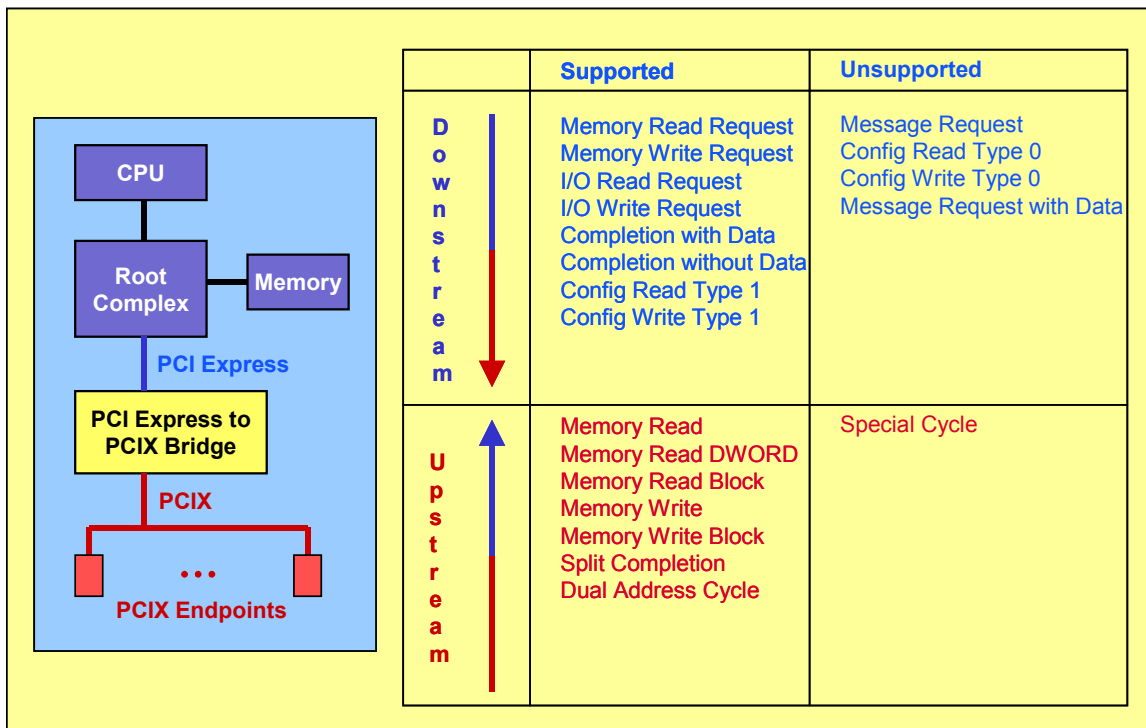 CPU
Root
Complex
Memory
PCI Express
PCI Express to
PCIX Bridge
PCIX
...
PCIX Endpoints
Supported
Unsupported
Downstream
Memory Read Request
Memory Write Request
I/O Read Request
I/O Write Request
Completion with Data
Completion without Data
Config Read Type 1
Config Write Type 1
Message Request
Config Read Type 0
Config Write Type 0
Message Request with Data
Upstream
Memory Read
Memory Read DWORD
Memory Read Block
Memory Write
Memory Write Block
Split Completion
Dual Address Cycle
Special Cycle